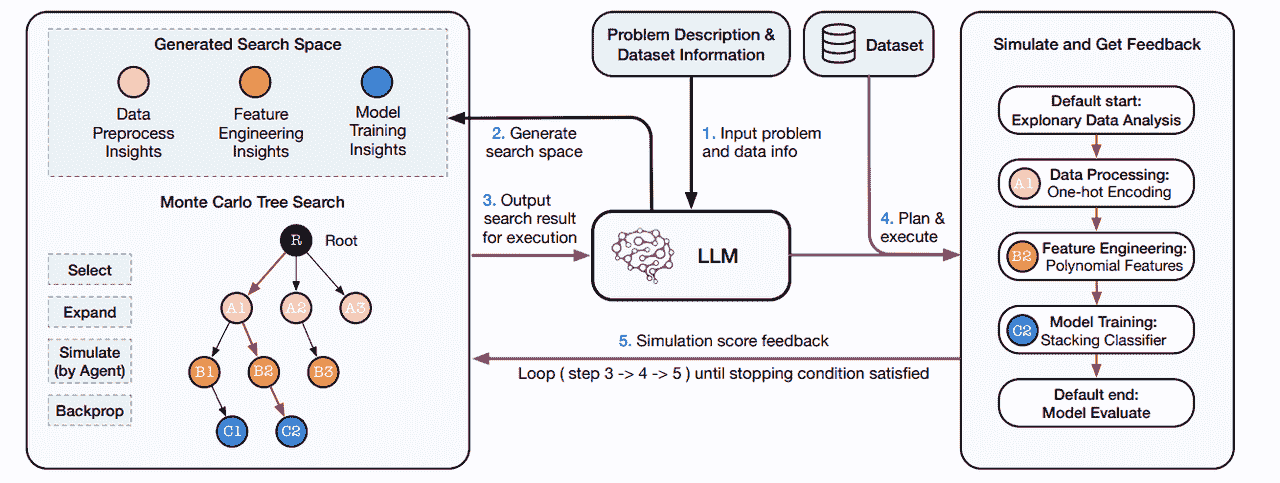 Generated Search Space
Data
Preprocess
Insights
Feature
Engineering
Insights
Model
Training
Insights
Monte Carlo Tree Search
R
Root
Select
Expand
Simulate
(by Agent)
Backprop
A1
A2
A3
B1
B2
B3
C1
C2
Problem Description &
Dataset Information
Dataset
1. Input problem
and data info
2. Generate
search space
3. Output
search result
for execution
LLM
4. Plan &
execute
5. Simulation score feedback
Loop ( step 3 -> 4 -> 5 ) until stopping condition satisfied
Simulate and Get Feedback
Default start:
Explonary Data Analysis
A1
Data Processing:
One-hot Encoding
B2
Feature Engineering:
Polynomial Features
C2
Model Training:
Stacking Classifier
Default end:
Model Evaluate